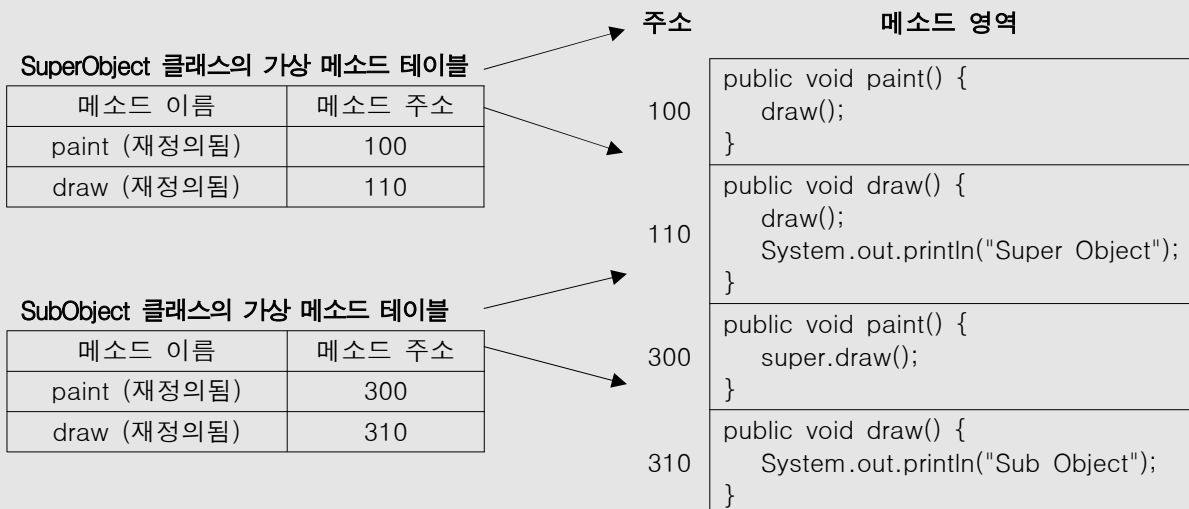 SuperObject 클래스의 가상 메소드 테이블
메소드 이름 메소드 주소
paint (재정의됨) 100
draw (재정의됨) 110
SubObject 클래스의 가상 메소드 테이블
메소드 이름 메소드 주소
paint (재정의됨) 300
draw (재정의됨) 310
주소 메소드 영역
100
public void paint() {
draw();
}
110
public void draw() {
draw();
System.out.println("Super Object");
}
300
public void paint() {
super.draw();
}
310
public void draw() {
System.out.println("Sub Object");
}